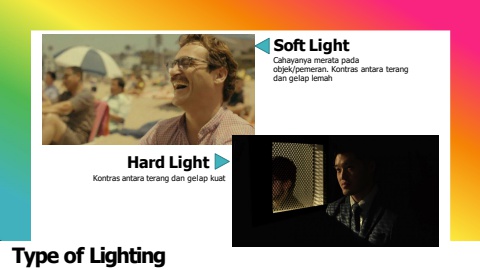 Soft Light
Cahayanya merata pada
objek/pemeran. Kontras antara terang
dan gelap lemah
Hard Light
Kontras antara terang dan gelap kuat
Type of Lighting